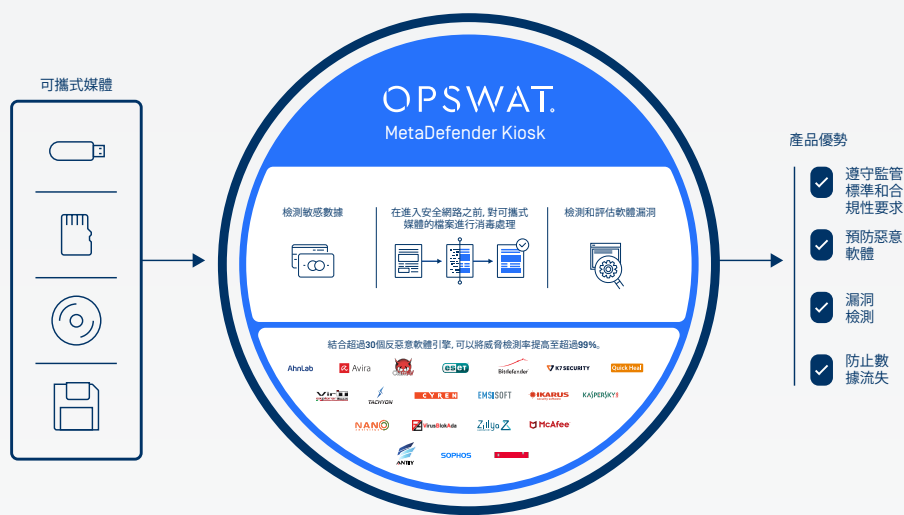 可攜式媒體
OPSWAT.
MetaDefender Kiosk
檢測敏感數據
在進入安全網路之前, 對可攜式
媒體的檔案進行消毒處理
檢測和評估軟體漏洞
結合超過30個反惡意軟體引擎, 可以將威脅檢測率提高至超過99%。
AhnLab
Avira
eset
Bitdefender
K7 SECURITY
Quick Heal
TACHYON
CYREN
EMSISOFT
IKARUS
KASPERSKY
NANO
VirusBlokAda
Zillya
McAfee
ANTIY
SOPHOS
產品優勢
遵守監管
標準和合
規性要求
預防惡意
軟體
漏洞
檢測
防止數
據流失